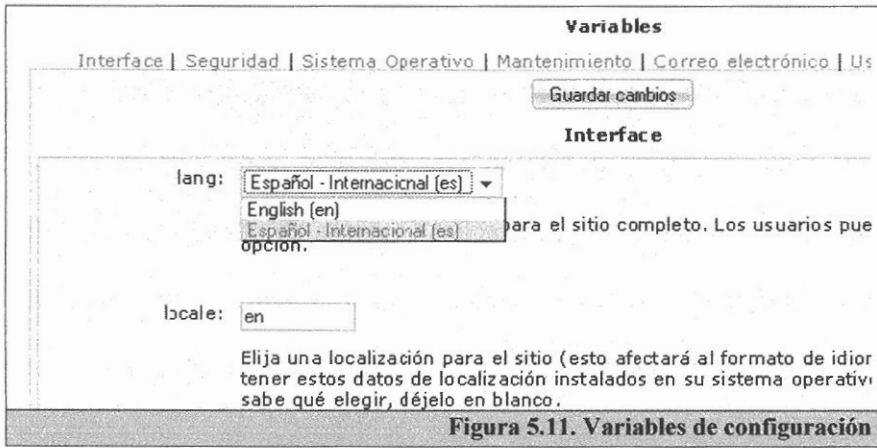 Variables
Interface | Seguridad | Sistema Operativo | Mantenimiento | Correo electrónico | Us
Guardar cambios
Interface
lang: Español - Internacional (es)
English (en)
Español - Internacional (es)
para el sitio completo. Los usuarios pue
opción.
locale: en
Elija una localización para el sitio (esto afectará al formato de idior
tener estos datos de localización instalados en su sistema operativ
sabe qué elegir, déjelo en blanco.
Figura 5.11. Variables de configuración